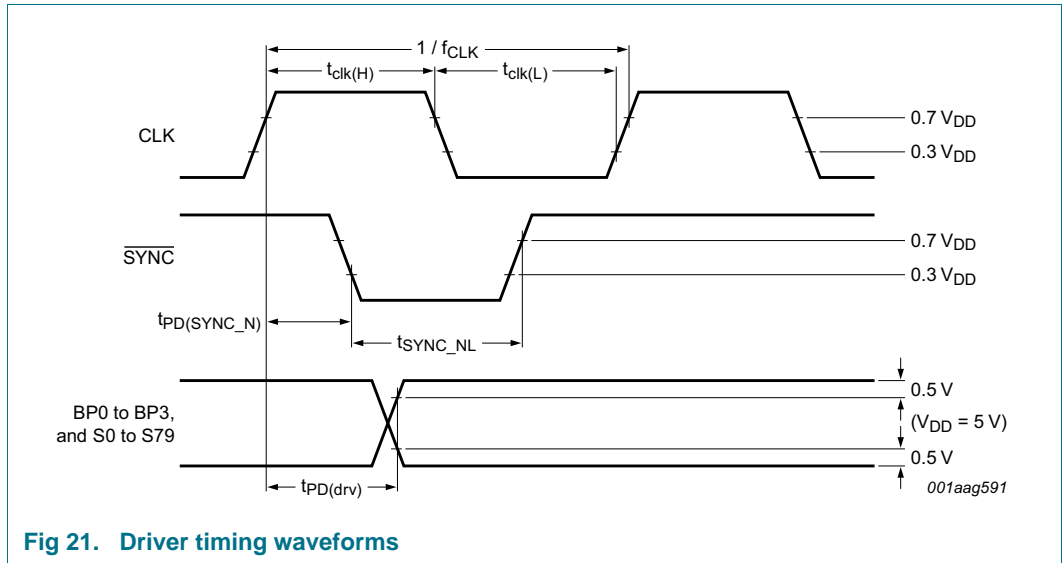 1 / fCLK
tclk(H)
tclk(L)
CLK
0.7 VDD
0.3 VDD
SYNC
0.7 VDD
0.3 VDD
tPD(SYNC_N)
tSYNC_NL
BP0 to BP3,
and S0 to S79
0.5 V
(VDD = 5 V)
0.5 V
tPD(drv)
001aag591
Fig 21. Driver timing waveforms